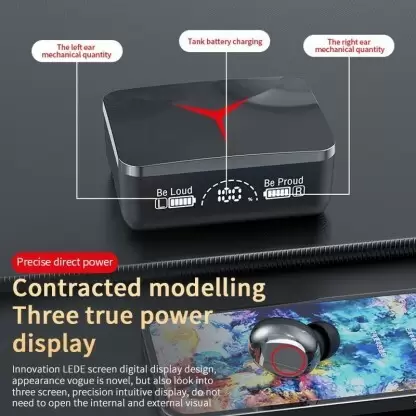 Tank battery charging
The left ear
mechanical quantity
The right ear
mechanical quantity
Be Loud
Be Proud
L
100
%
R
Precise direct power
Contracted modelling
Three true power
display
Innovation LEDE screen digital display design,
appearance vogue is novel, but also look into
three screen, precision intuitive display, do not
need to open the internal and external visual